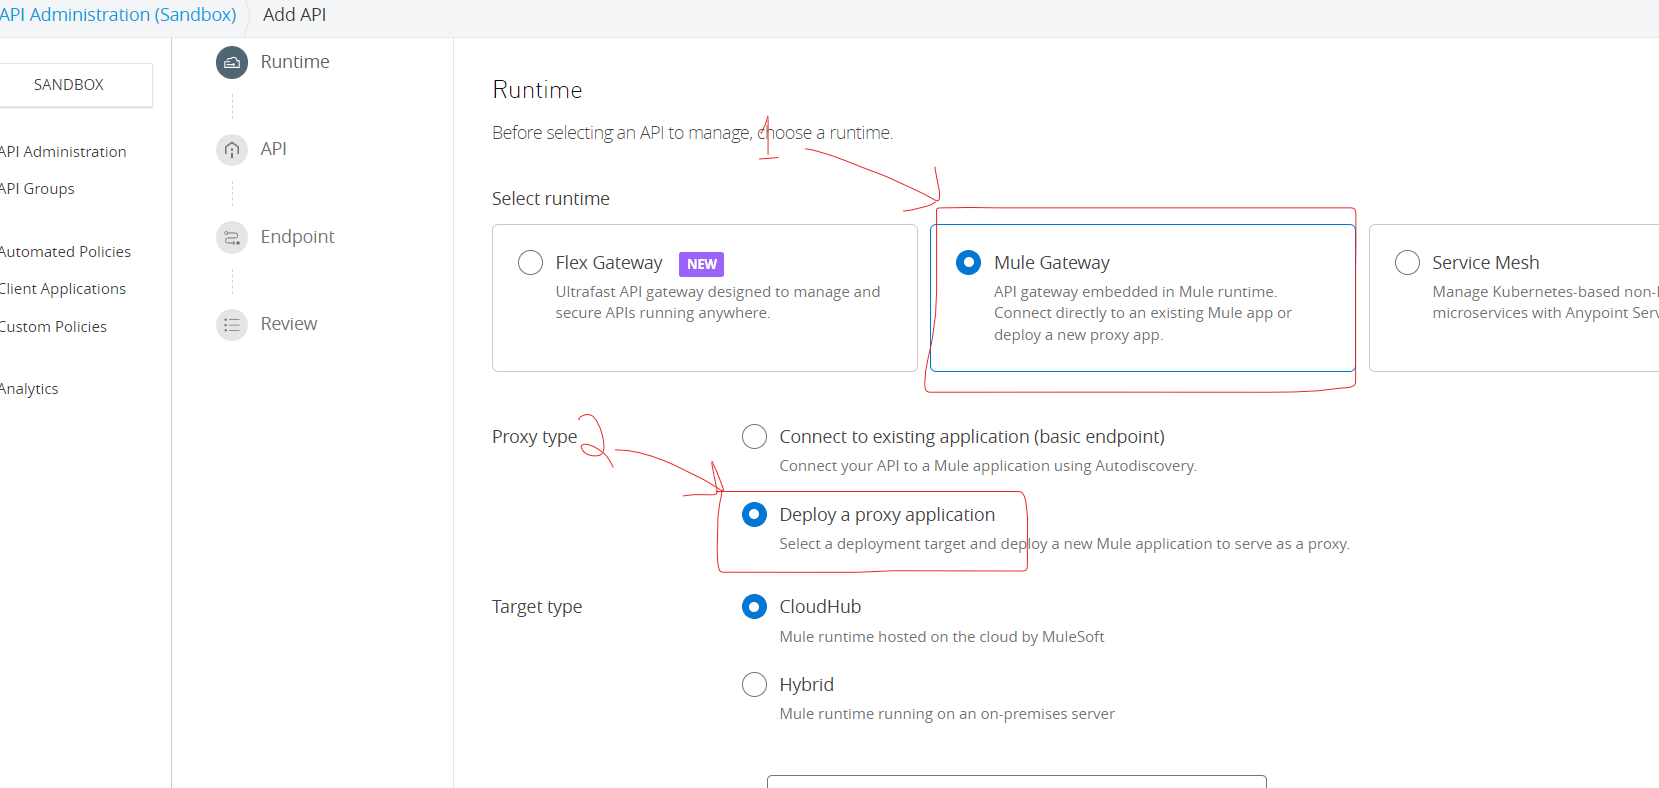 API Administration (Sandbox) Add API
SANDBOX
API Administration
API Groups
Automated Policies
Client Applications
Custom Policies
Analytics
Runtime
API
Endpoint
Review
Runtime
Before selecting an API to manage, choose a runtime.
1
Select runtime
Flex Gateway NEW
Ultrafast API gateway designed to manage and
secure APIs running anywhere.
Mule Gateway
API gateway embedded in Mule runtime.
Connect directly to an existing Mule app or
deploy a new proxy app.
Service Mesh
Manage Kubernetes-based non-
microservices with Anypoint Serv
Proxy type
2
Connect to existing application (basic endpoint)
Connect your API to a Mule application using Autodiscovery.
Deploy a proxy application
Select a deployment target and deploy a new Mule application to serve as a proxy.
Target type
CloudHub
Mule runtime hosted on the cloud by MuleSoft
Hybrid
Mule runtime running on an on-premises server